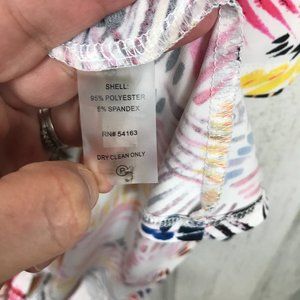 SHELL:
95% POLYESTER
5% SPANDEX
RN# 54163
DRY CLEAN ONLY
P